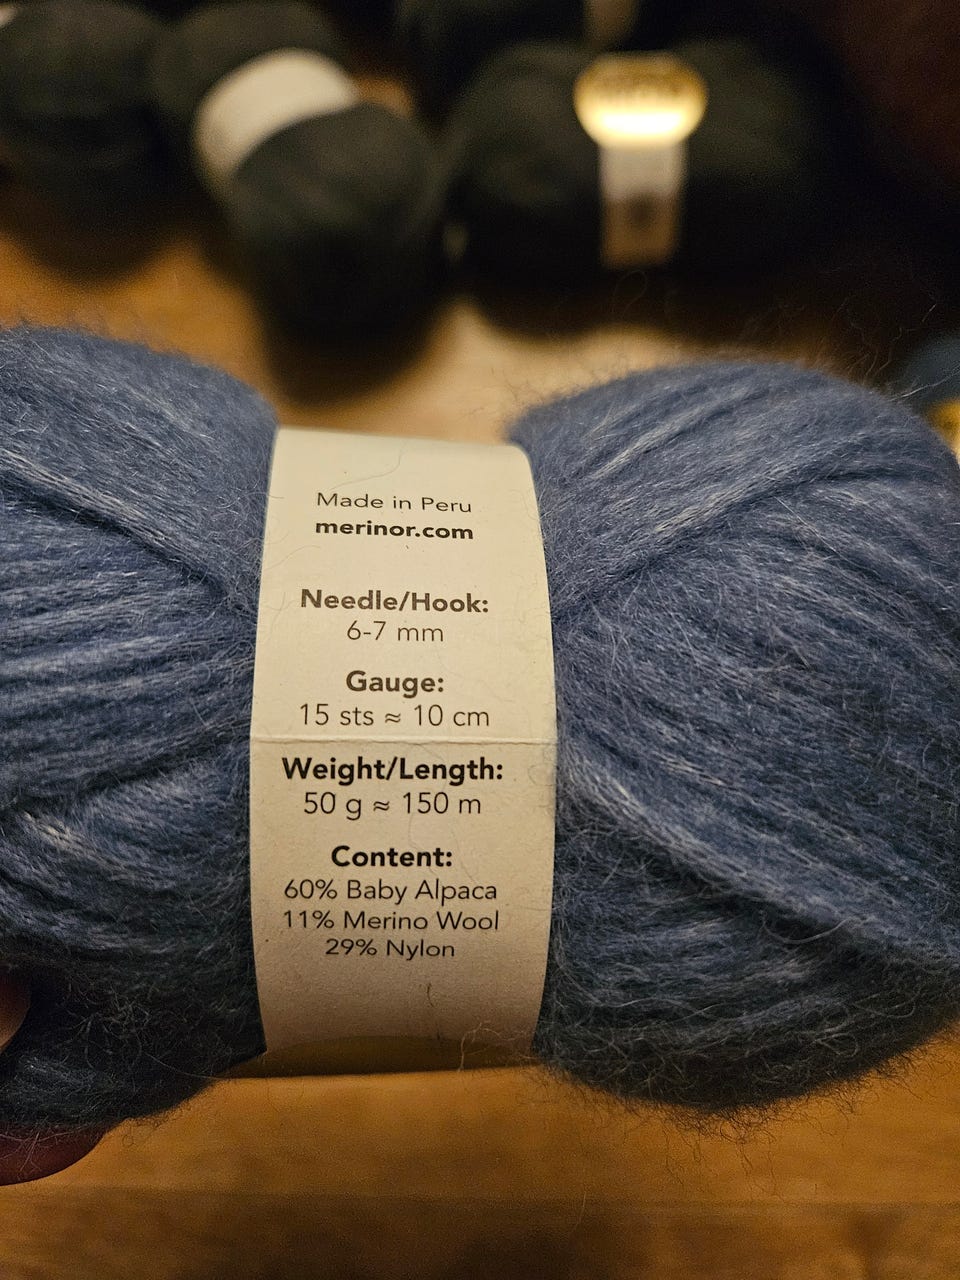 Made in Peru
merinor.com
Needle/Hook:
6-7 mm
Gauge:
15 sts ≈ 10 cm
Weight/Length:
50 g ≈ 150 m
Content:
60% Baby Alpaca
11% Merino Wool
29% Nylon